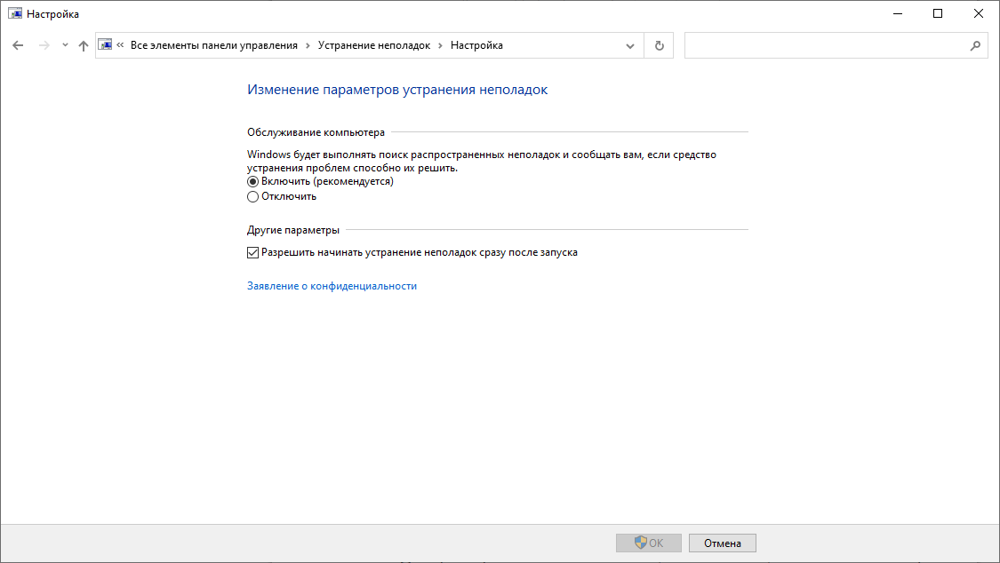 Настройка
« Все элементы панели управления › Устранение неполадок › Настройка
Изменение параметров устранения неполадок
Обслуживание компьютера
Windows будет выполнять поиск распространенных неполадок и сообщать вам, если средство
устранения проблем способно их решить.
Включить (рекомендуется)
Отключить
Другие параметры
Разрешить начинать устранение неполадок сразу после запуска
Заявление о конфиденциальности
ОК Отмена